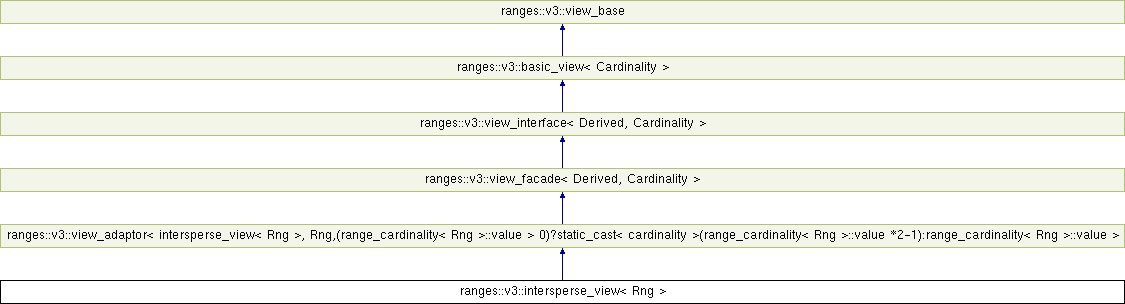 ranges::v3::view_base
ranges::v3::basic_view< Cardinality >
ranges::v3::view_interface< Derived, Cardinality >
ranges::v3::view_facade< Derived, Cardinality >
ranges::v3::view_adaptor< intersperse_view< Rng >, Rng,(range_cardinality< Rng >::value > 0)?static_cast< cardinality >(range_cardinality< Rng >::value *2-1):range_cardinality< Rng >::value >
ranges::v3::intersperse_view< Rng >